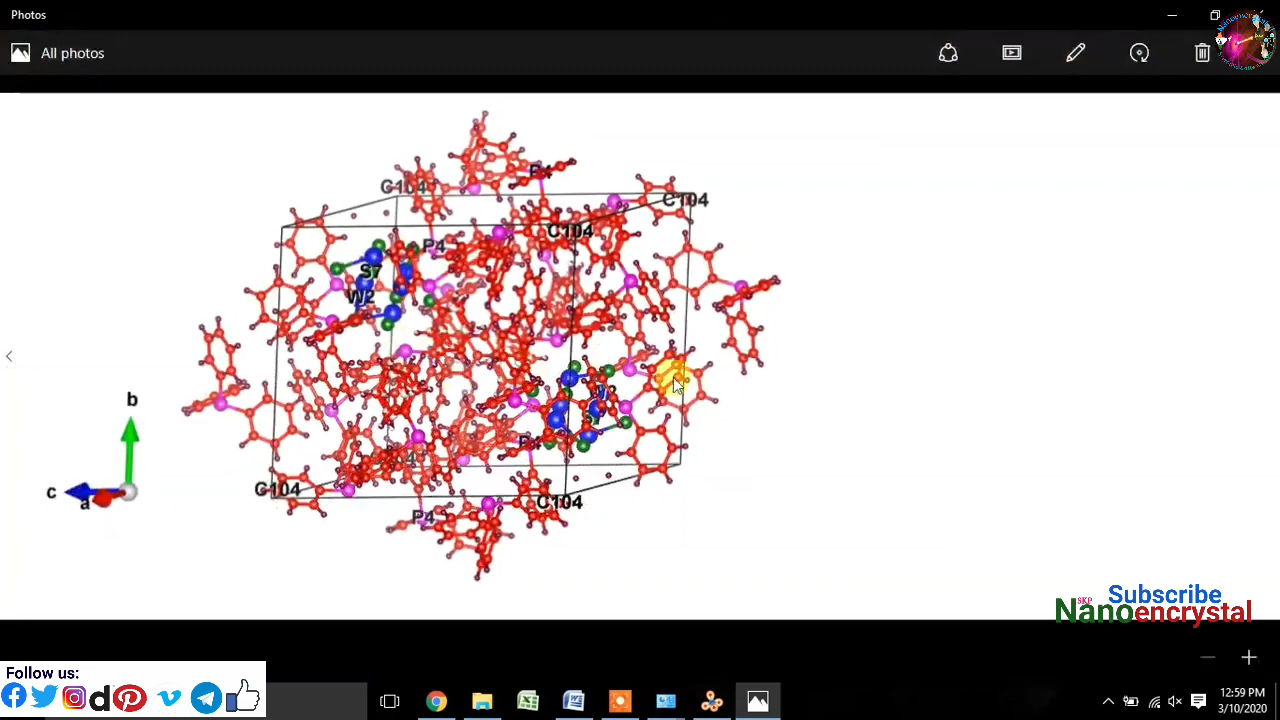 Photos
All photos
P4
C104
C104
C104
P4
S7
W2
b
c
a
C104
C104
P4
Subscribe
SKP
Nanoencrystal
Follow us:
12:59 PM
3/10/2020